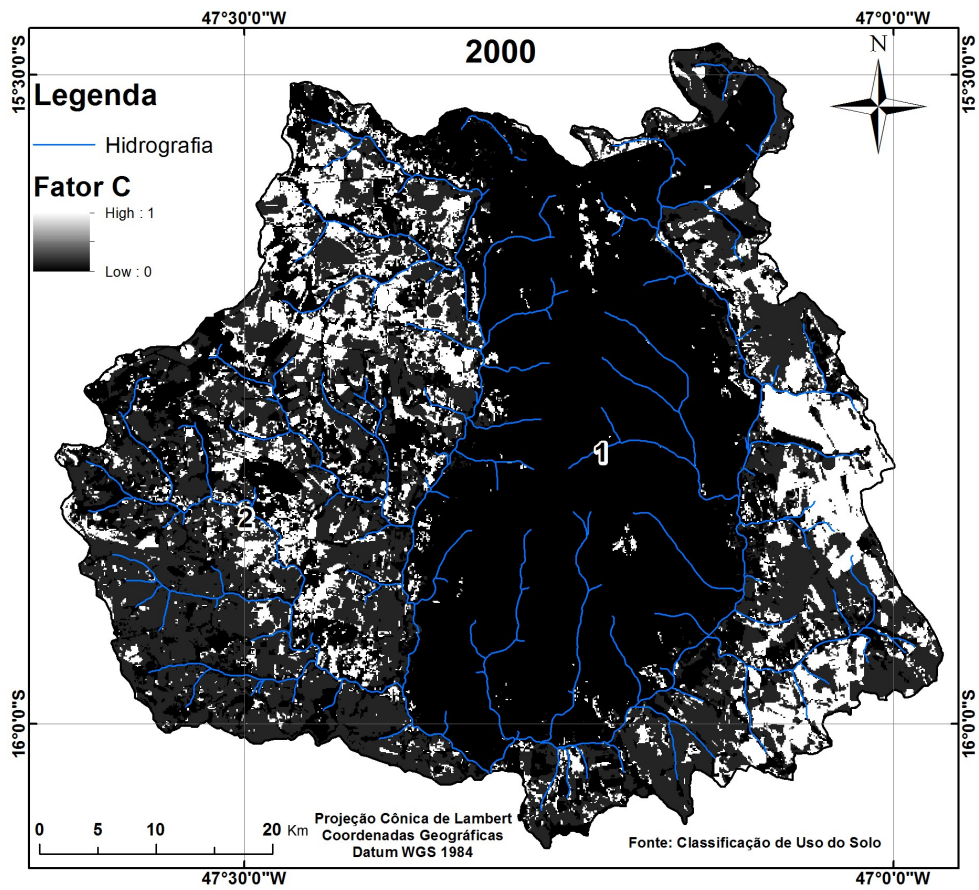 47°30'0"W
47°0'0"W
2000
N
15°30'0"S
15°30'0"S
Legenda
Hidrografia
Fator C
High : 1
Low : 0
1
2
16°0'0"S
16°0'0"S
0 5 10 20 Km
Projeção Cônica de Lambert
Coordenadas Geográficas
Datum WGS 1984
Fonte: Classificação de Uso do Solo
47°30'0"W
47°0'0"W